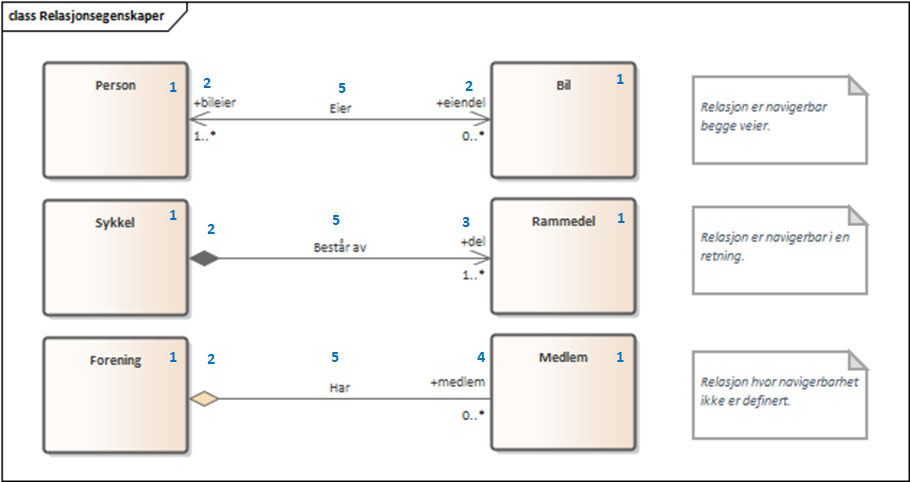 class Relasjonsegenskaper
Person 1
2
+bileier
1..*
5
Eier
2
+eiendel
0..*
Bil 1
Relasjon er navigerbar
begge veier.
Sykkel 1
2
5
Består av
3
+del
1..*
Rammedel 1
Relasjon er navigerbar i en
retning.
Forening 1
2
5
Har
4
+medlem
0..*
Medlem 1
Relasjon hvor navigerbarhet
ikke er definert.